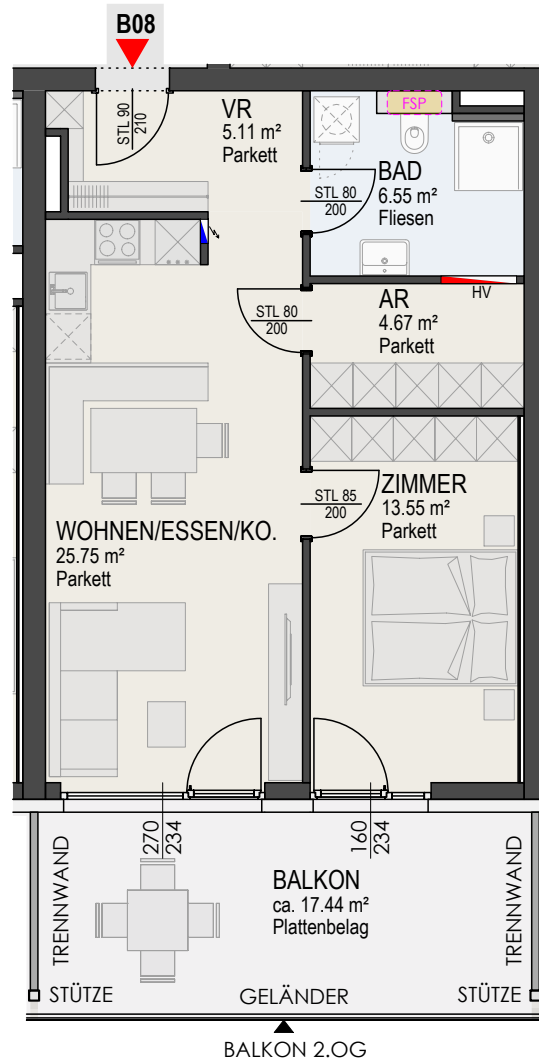 B08
STL 90
210
VR
5.11 m²
Parkett
FSP
BAD
6.55 m²
Fliesen
STL 80
200
HV
AR
4.67 m²
Parkett
STL 80
200
ZIMMER
13.55 m²
Parkett
STL 85
200
WOHNEN/ESSEN/KO.
25.75 m²
Parkett
270
234
160
234
TRENNWAND
BALKON
ca. 17.44 m²
Plattenbelag
TRENNWAND
STÜTZE
GELÄNDER
STÜTZE
BALKON 2.OG